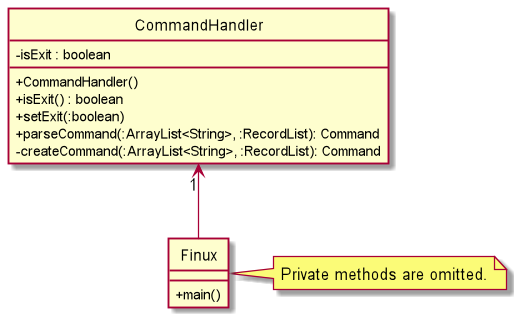 CommandHandler
-isExit : boolean
+CommandHandler()
+isExit() : boolean
+setExit(:boolean)
+parseCommand(:ArrayList<String>, :RecordList): Command
-createCommand(:ArrayList<String>, :RecordList): Command
1
Finux
Private methods are omitted.
+main()